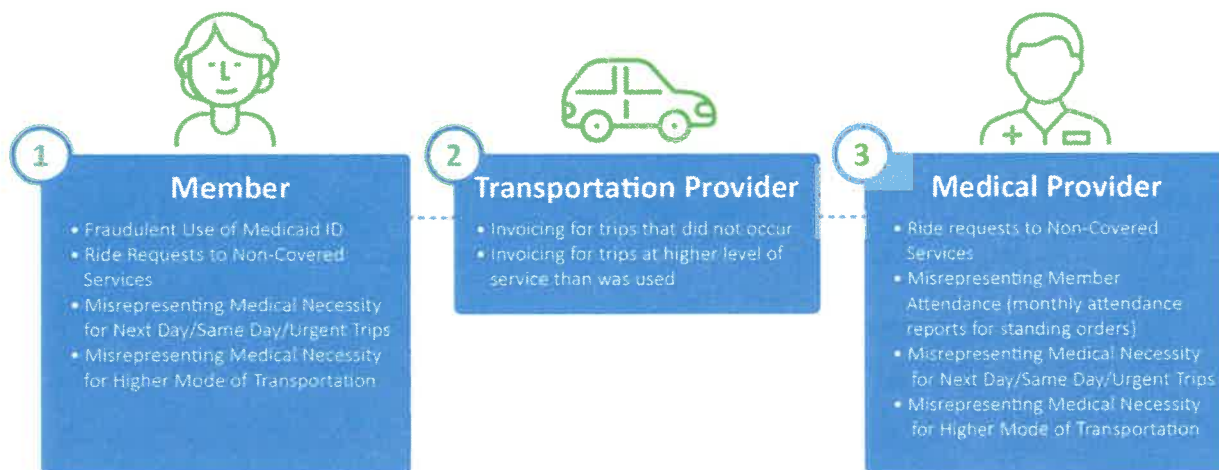 1
Member
• Fraudulent Use of Medicaid ID
• Ride Requests to Non-Covered
Services
• Misrepresenting Medical Necessity
for Next Day/Same Day/Urgent Trips
• Misrepresenting Medical Necessity
for Higher Mode of Transportation
2
Transportation Provider
• Invoicing for trips that did not occur
• Invoicing for trips at higher level of
service than was used
3
Medical Provider
• Ride requests to Non-Covered
Services
• Misrepresenting Member
Attendance (monthly attendance
reports for standing orders)
• Misrepresenting Medical Necessity
for Next Day/Same Day/Urgent Trips
• Misrepresenting Medical Necessity
for Higher Mode of Transportation